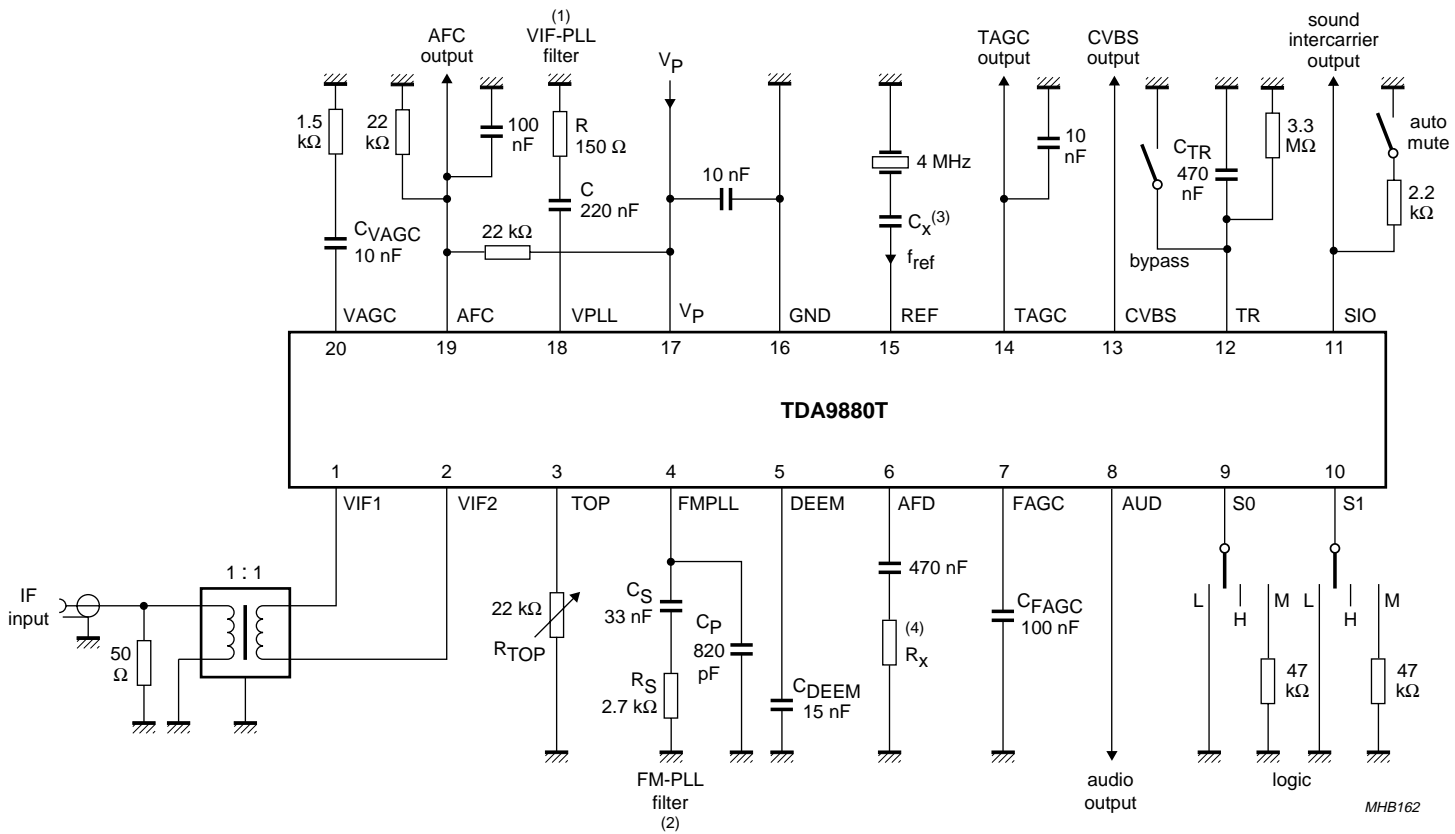 (1)
AFC
output
VIF-PLL
filter
VP
TAGC
output
CVBS
output
sound
intercarrier
output
1.5
kΩ
22
kΩ
100
nF
R
150 Ω
C
220 nF
10 nF
4 MHz
Cx(3)
fref
10
nF
CTR
470
nF
3.3
MΩ
auto
mute
2.2
kΩ
CVAGC
10 nF
22 kΩ
bypass
VAGC
AFC
VPLL
VP
GND
REF
TAGC
CVBS
TR
SIO
20
19
18
17
16
15
14
13
12
11
TDA9880T
1
2
3
4
5
6
7
8
9
10
VIF1
VIF2
TOP
FMPLL
DEEM
AFD
FAGC
AUD
S0
S1
1 : 1
IF
input
50
Ω
22 kΩ
RTOP
CS
33 nF
RS
2.7 kΩ
CP
820
pF
CDEEM
15 nF
470 nF
(4)
Rx
CFAGC
100 nF
L
H
M
L
H
M
47
kΩ
47
kΩ
FM-PLL
filter
(2)
audio
output
logic
MHB162